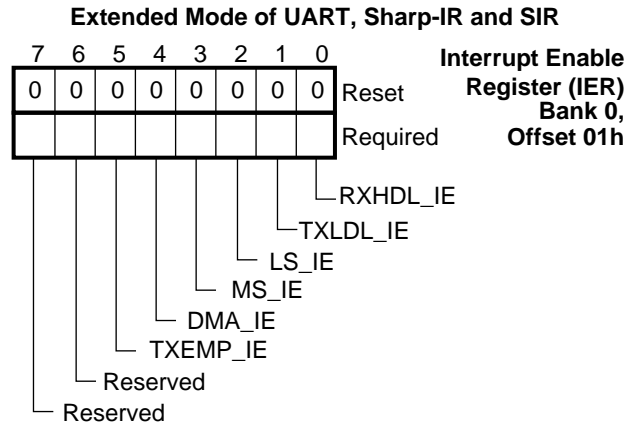 Extended Mode of UART, Sharp-IR and SIR
7 6 5 4 3 2 1 0
Interrupt Enable
Register (IER)
Bank 0,
Offset 01h
0 0 0 0 0 0 0 0 Reset
Required
RXHDL_IE
TXLDL_IE
LS_IE
MS_IE
DMA_IE
TXEMP_IE
Reserved
Reserved